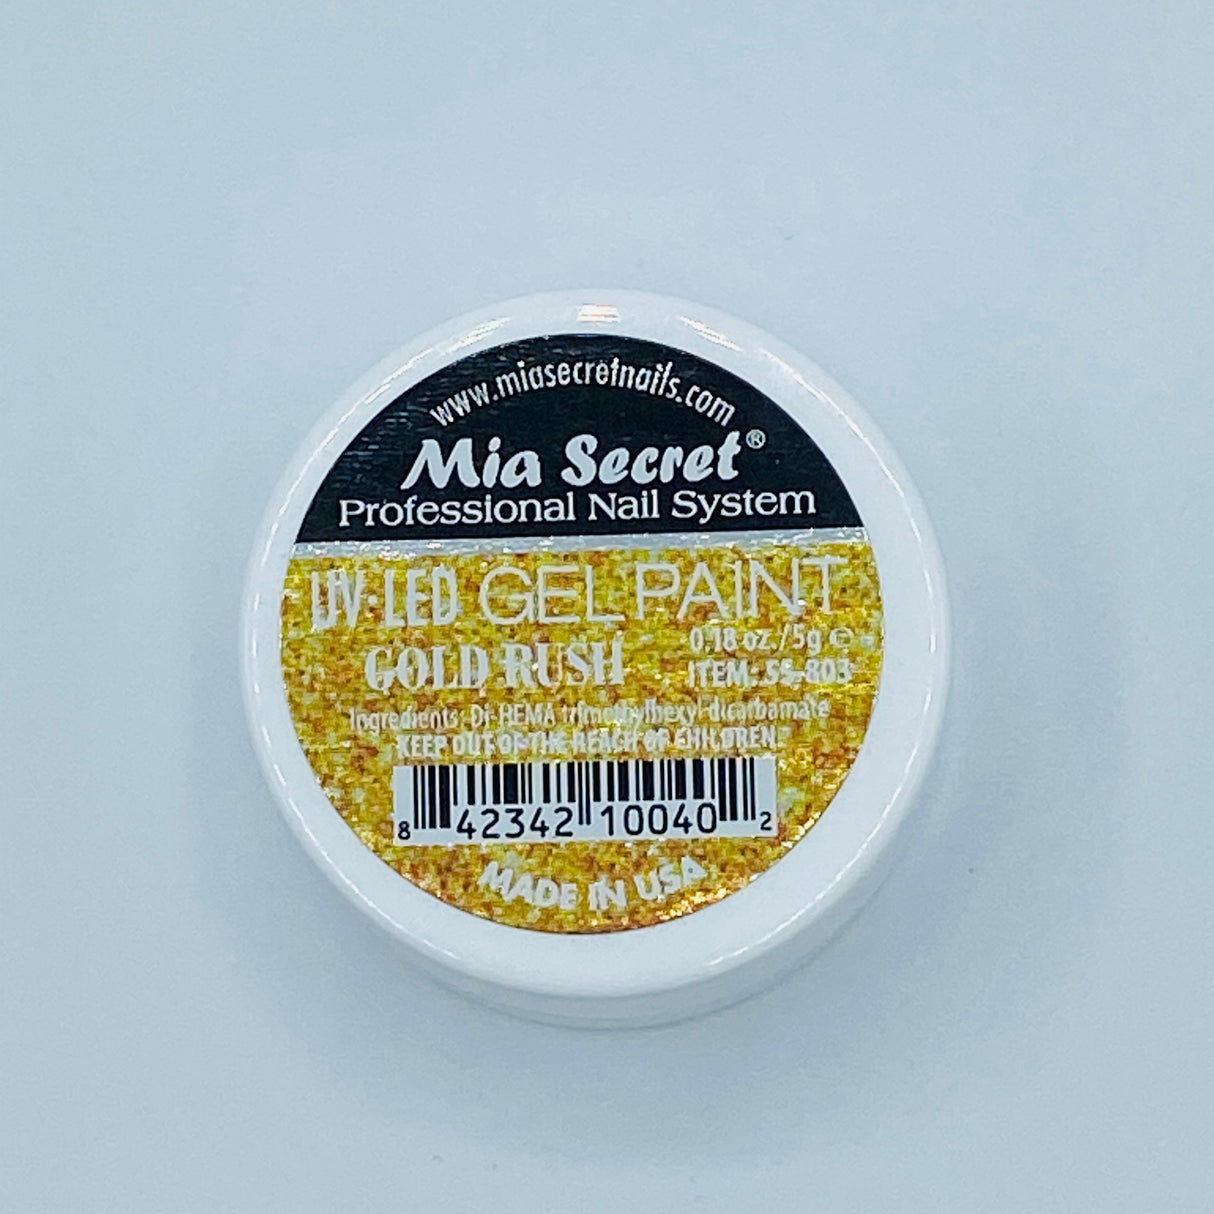 www.miasecretnails.com
Mia Secret®
Professional Nail System
UV·LED GEL PAINT
0.18 oz./5g ℮
GOLD RUSH
ITEM: 5S-803
Ingredients: Di-HEMA trimethylhexyl dicarbamate
KEEP OUT OF THE REACH OF CHILDREN.
8 42342 10040 2
MADE IN USA